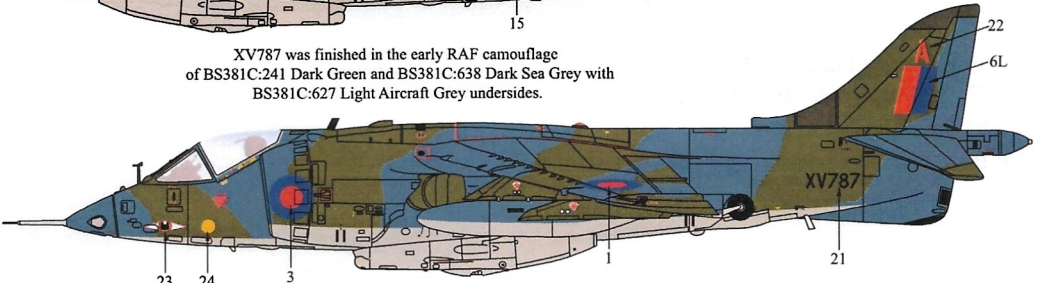 15
XV787 was finished in the early RAF camouflage
of BS381C:241 Dark Green and BS381C:638 Dark Sea Grey with
BS381C:627 Light Aircraft Grey undersides.
22
A
6L
XV787
23
24
3
1
21